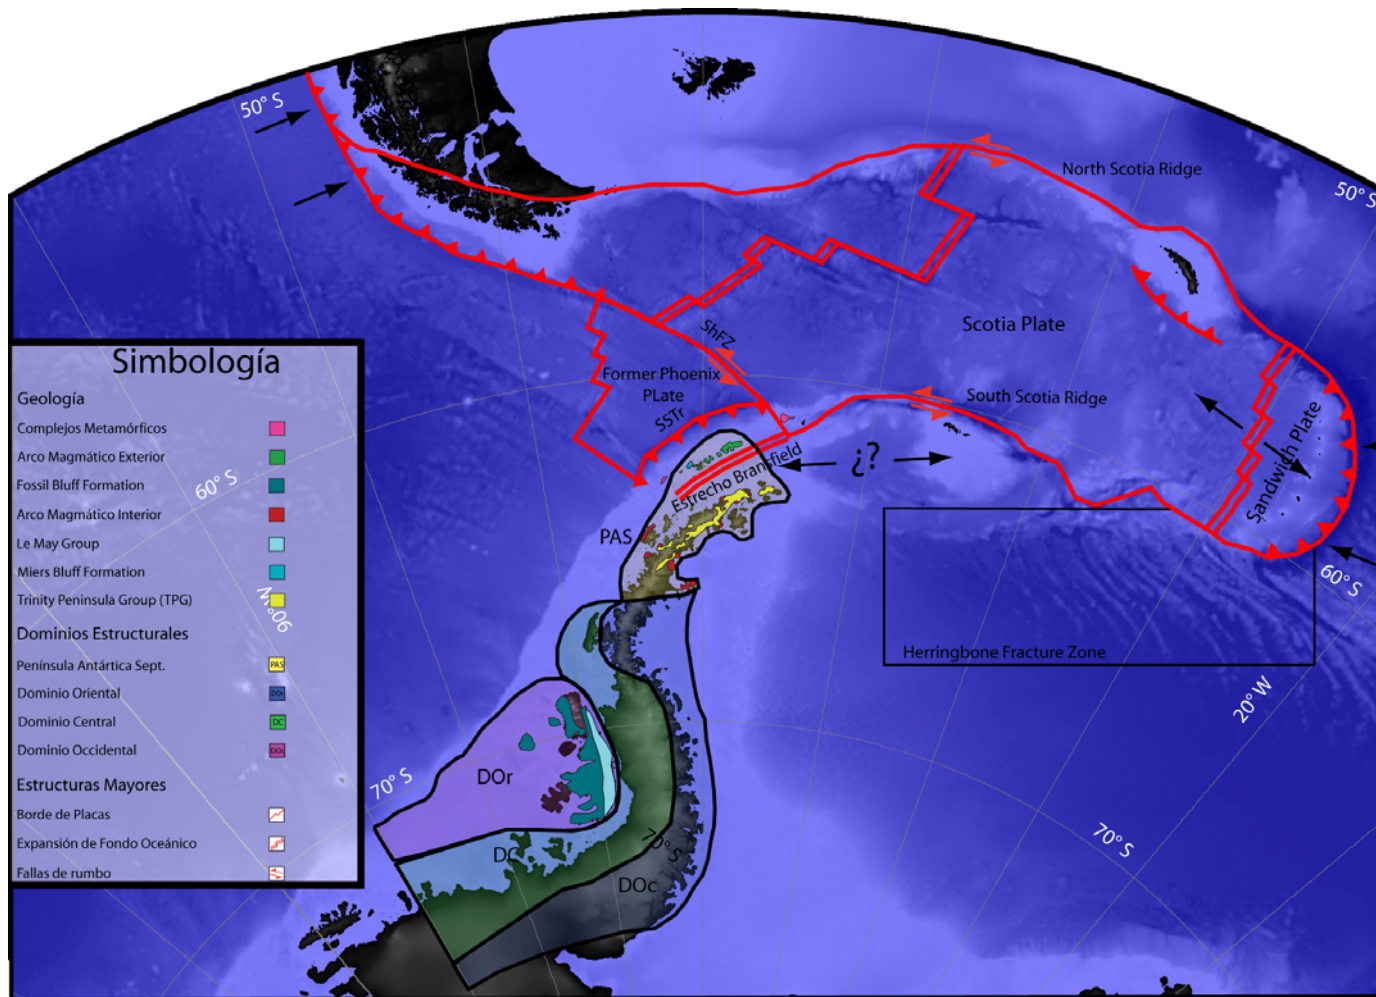 50° S
North Scotia Ridge
50° S
Scotia Plate
ShFZ
Former Phoenix
PLate
SSTr
South Scotia Ridge
Sandwich Plate
¿?
Estrecho Bransfield
PAS
60° S
60° S
Herringbone Fracture Zone
20° W
90°W
70° S
70° S
70° S
DOr
DC
DOc
Simbología
Geología
Complejos Metamórficos
Arco Magmático Exterior
Fossil Bluff Formation
Arco Magmático Interior
Le May Group
Miers Bluff Formation
Trinity Peninsula Group (TPG)
Dominios Estructurales
Península Antártica Sept.
PAS
Dominio Oriental
DOr
Dominio Central
DC
Dominio Occidental
DOc
Estructuras Mayores
Borde de Placas
Expansión de Fondo Oceánico
Fallas de rumbo